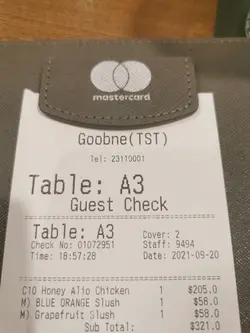 mastercard
Goobne(TST)
Tel: 23119001
Table: A3
Guest Check
Table: A3 Cover: 2
Check No: 01072951 Staff: 9494
Time: 18:57:28 Date: 2021-09-20
C10 Honey Alio Chicken 1 $205.0
M) BLUE ORANGE Slush 1 $58.0
M) Grapefruit Slush 1 $58.0
Sub Total: $321.0